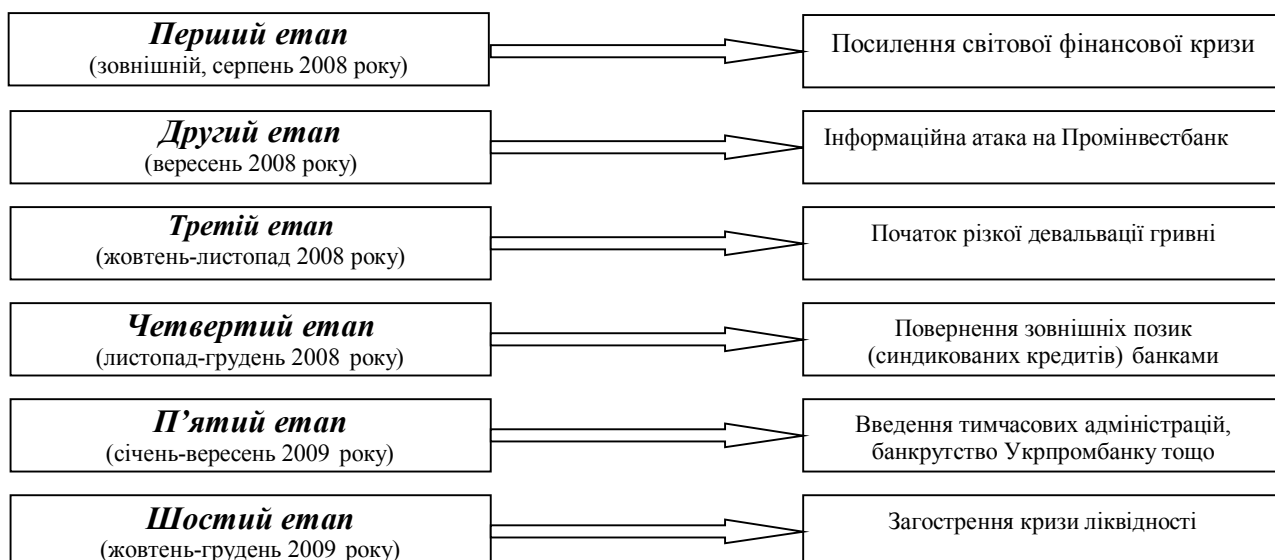 Перший етап
(зовнішній, серпень 2008 року)
Посилення світової фінансової кризи
Другий етап
(вересень 2008 року)
Інформаційна атака на Промінвестбанк
Третій етап
(жовтень-листопад 2008 року)
Початок різкої девальвації гривні
Четвертий етап
(листопад-грудень 2008 року)
Повернення зовнішніх позик
(синдикованих кредитів) банками
П’ятий етап
(січень-вересень 2009 року)
Введення тимчасових адміністрацій,
банкрутство Укрпромбанку тощо
Шостий етап
(жовтень-грудень 2009 року)
Загострення кризи ліквідності